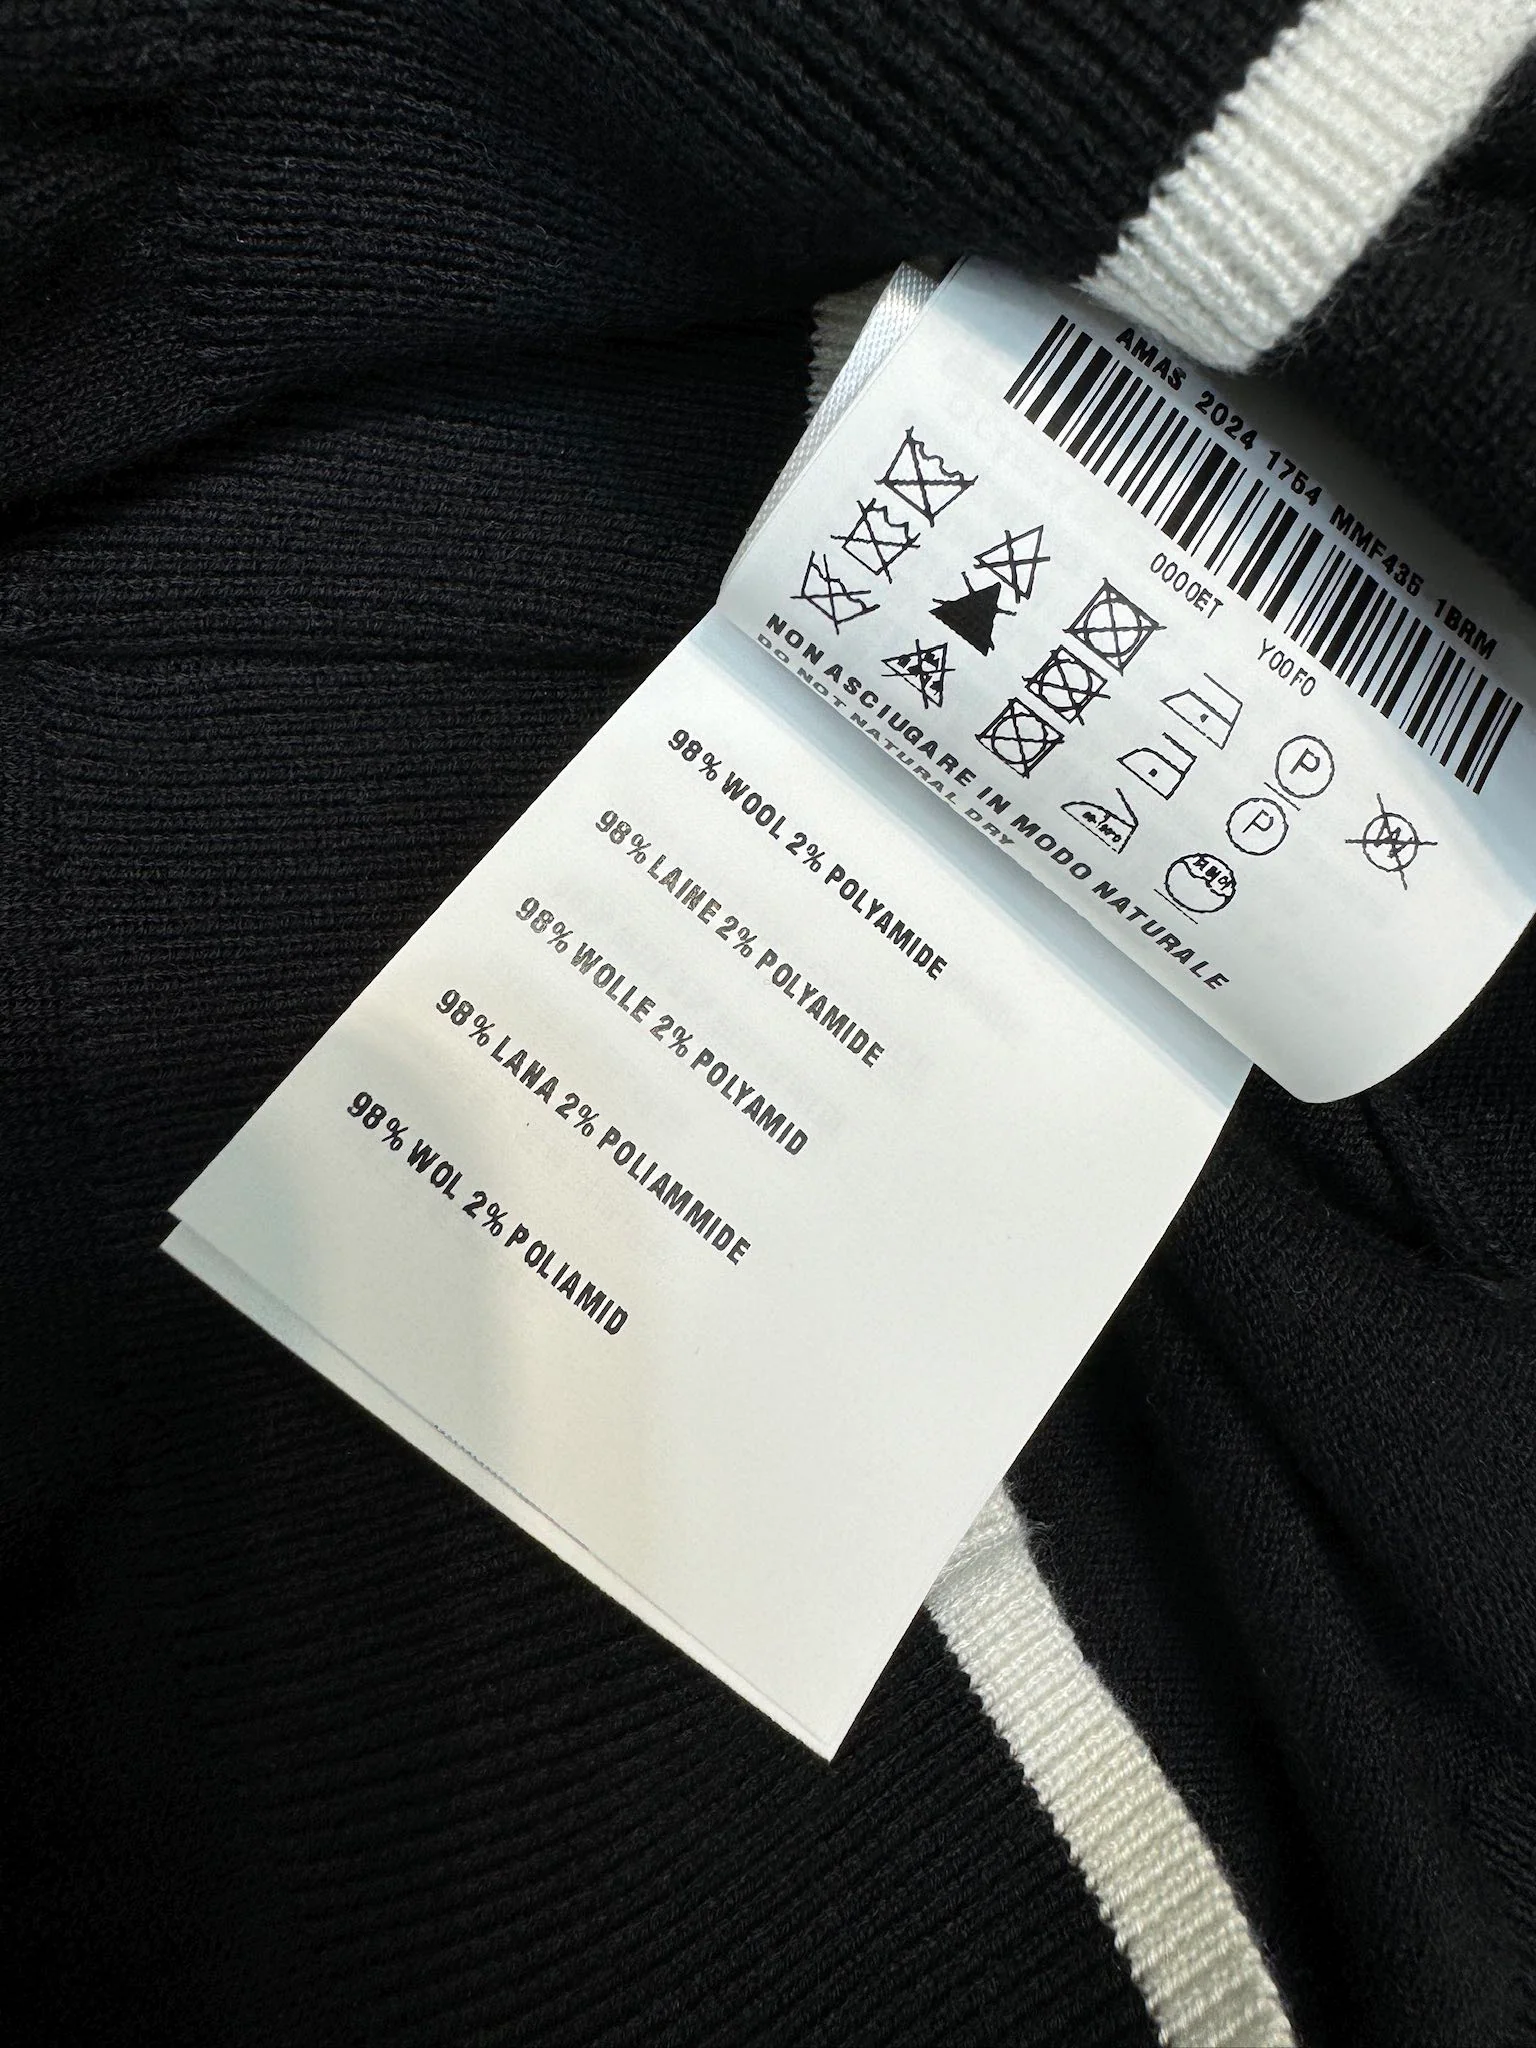 AMAS 2024 1754 MMF435 1BRM
0000ET Y00F0
P
P
W
NON ASCIUGARE IN MODO NATURALE
DO NOT NATURAL DRY
98% WOOL 2% POLYAMIDE
98% LAINE 2% POLYAMIDE
98% WOLLE 2% POLYAMID
98% LANA 2% POLIAMMIDE
98% WOL 2% POLIAMID